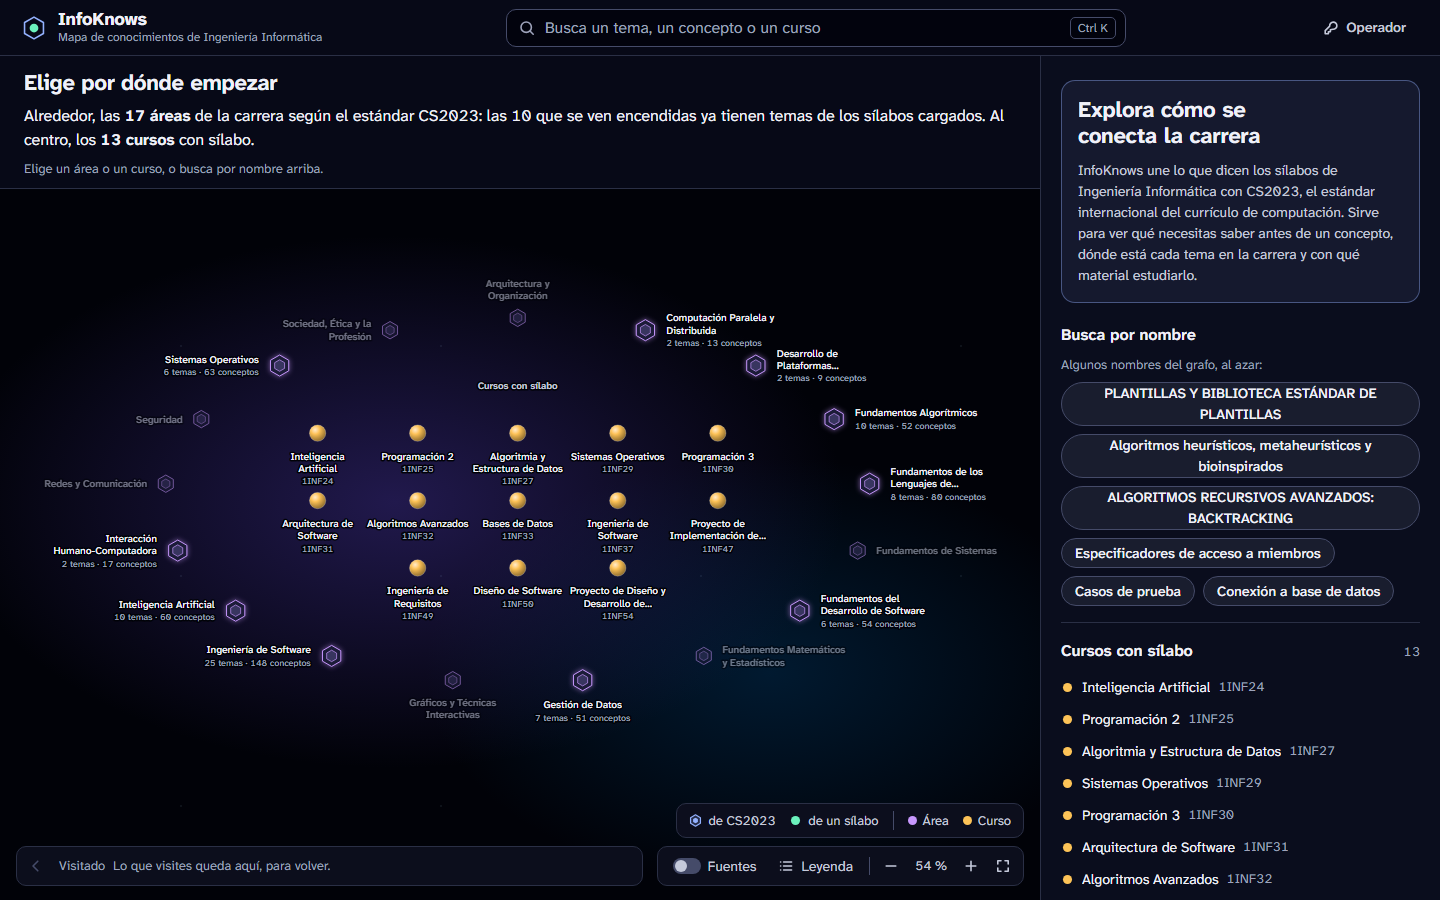 InfoKnows
Mapa de conocimientos de Ingeniería Informática
Busca un tema, un concepto o un curso
Ctrl K
Operador
Elige por dónde empezar
Alrededor, las 17 áreas de la carrera según el estándar CS2023: las 10 que se ven encendidas ya tienen temas de los sílabos cargados. Al
centro, los 13 cursos con sílabo.
Elige un área o un curso, o busca por nombre arriba.
Arquitectura y
Organización
Sociedad, Ética y la
Profesión
Computación Paralela y
Distribuida
2 temas · 13 conceptos
Sistemas Operativos
6 temas · 63 conceptos
Desarrollo de
Plataformas...
2 temas · 9 conceptos
Cursos con sílabo
Seguridad
Fundamentos Algorítmicos
10 temas · 52 conceptos
Inteligencia
Artificial
1INF24
Programación 2
1INF25
Algoritmia y
Estructura de Datos
1INF27
Sistemas Operativos
1INF29
Programación 3
1INF30
Redes y Comunicación
Fundamentos de los
Lenguajes de...
8 temas · 80 conceptos
Arquitectura de
Software
1INF31
Algoritmos Avanzados
1INF32
Bases de Datos
1INF33
Ingeniería de
Software
1INF37
Proyecto de
Implementación de...
1INF47
Interacción
Humano-Computadora
2 temas · 17 conceptos
Fundamentos de Sistemas
Ingeniería de
Requisitos
1INF49
Diseño de Software
1INF50
Proyecto de Diseño y
Desarrollo de...
1INF54
Inteligencia Artificial
10 temas · 60 conceptos
Fundamentos del
Desarrollo de Software
6 temas · 54 conceptos
Ingeniería de Software
25 temas · 148 conceptos
Fundamentos Matemáticos
y Estadísticos
Gráficos y Técnicas
Interactivas
Gestión de Datos
7 temas · 51 conceptos
de CS2023
de un sílabo
Área
Curso
Visitado Lo que visites queda aquí, para volver.
Fuentes
Leyenda
54 %
Explora cómo se
conecta la carrera
InfoKnows une lo que dicen los sílabos de
Ingeniería Informática con CS2023, el estándar
internacional del currículo de computación. Sirve
para ver qué necesitas saber antes de un concepto,
dónde está cada tema en la carrera y con qué
material estudiarlo.
Busca por nombre
Algunos nombres del grafo, al azar:
PLANTILLAS Y BIBLIOTECA ESTÁNDAR DE
PLANTILLAS
Algoritmos heurísticos, metaheurísticos y
bioinspirados
ALGORITMOS RECURSIVOS AVANZADOS:
BACKTRACKING
Especificadores de acceso a miembros
Casos de prueba
Conexión a base de datos
Cursos con sílabo 13
Inteligencia Artificial 1INF24
Programación 2 1INF25
Algoritmia y Estructura de Datos 1INF27
Sistemas Operativos 1INF29
Programación 3 1INF30
Arquitectura de Software 1INF31
Algoritmos Avanzados 1INF32